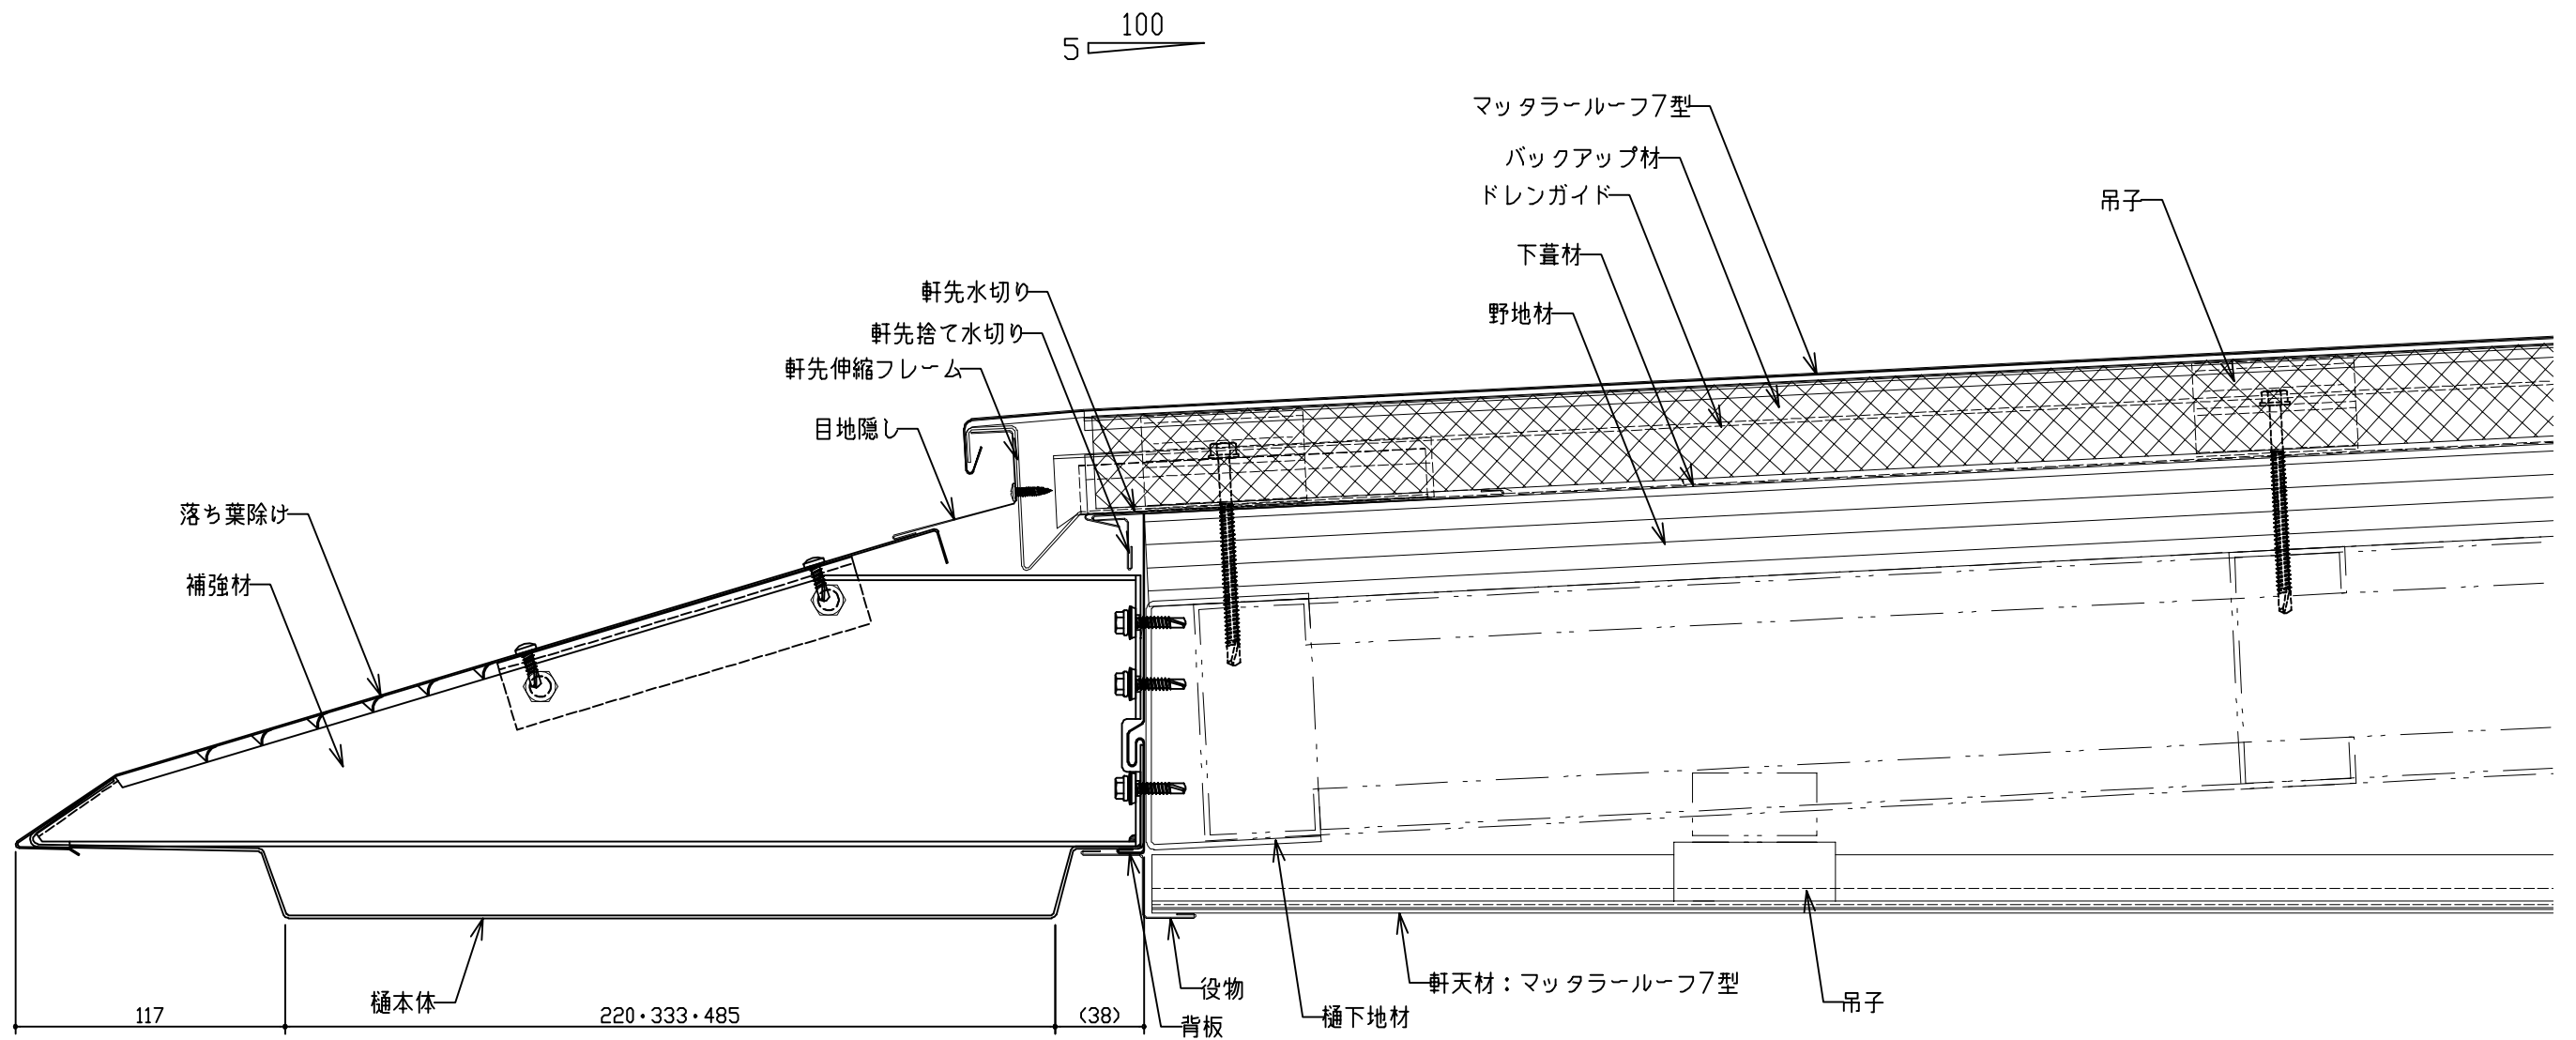 100
5
マッタラールーフ7型
バックアップ材
ドレンガイド
吊子
下葺材
軒先水切り
野地材
軒先捨て水切り
軒先伸縮フレーム
目地隠し
落ち葉除け
補強材
軒天材：マッタラールーフ7型
役物
樋本体
吊子
117
220・333・485
(38)
樋下地材
背板